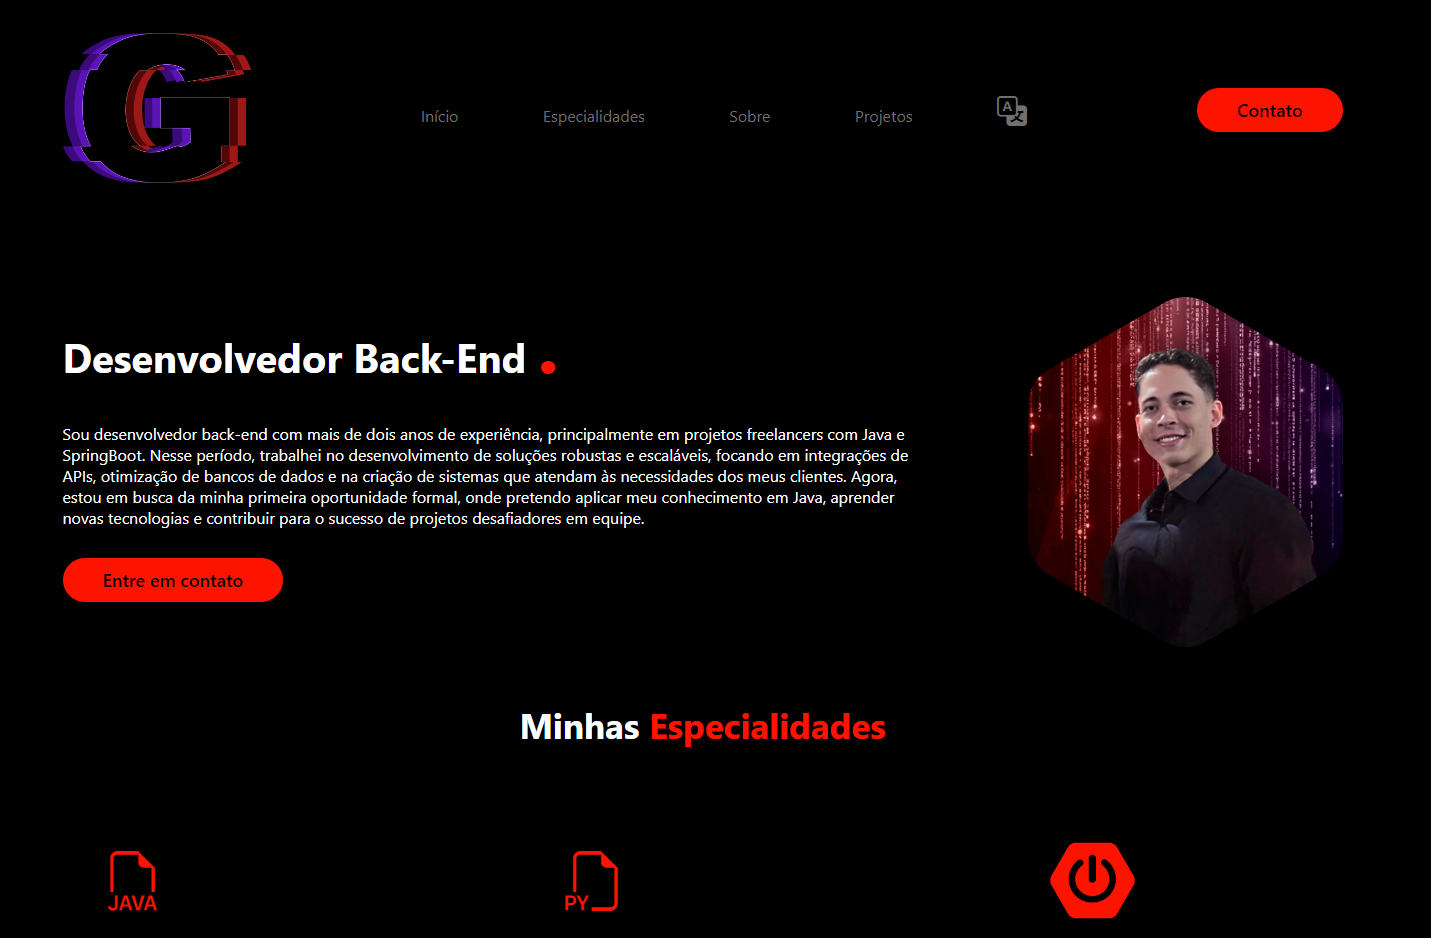 G
Início
Especialidades
Sobre
Projetos
A
Contato
Desenvolvedor Back-End .
Sou desenvolvedor back-end com mais de dois anos de experiência, principalmente em projetos freelancers com Java e
SpringBoot. Nesse período, trabalhei no desenvolvimento de soluções robustas e escaláveis, focando em integrações de
APIs, otimização de bancos de dados e na criação de sistemas que atendam às necessidades dos meus clientes. Agora,
estou em busca da minha primeira oportunidade formal, onde pretendo aplicar meu conhecimento em Java, aprender
novas tecnologias e contribuir para o sucesso de projetos desafiadores em equipe.
Entre em contato
Minhas Especialidades
JAVA
PY